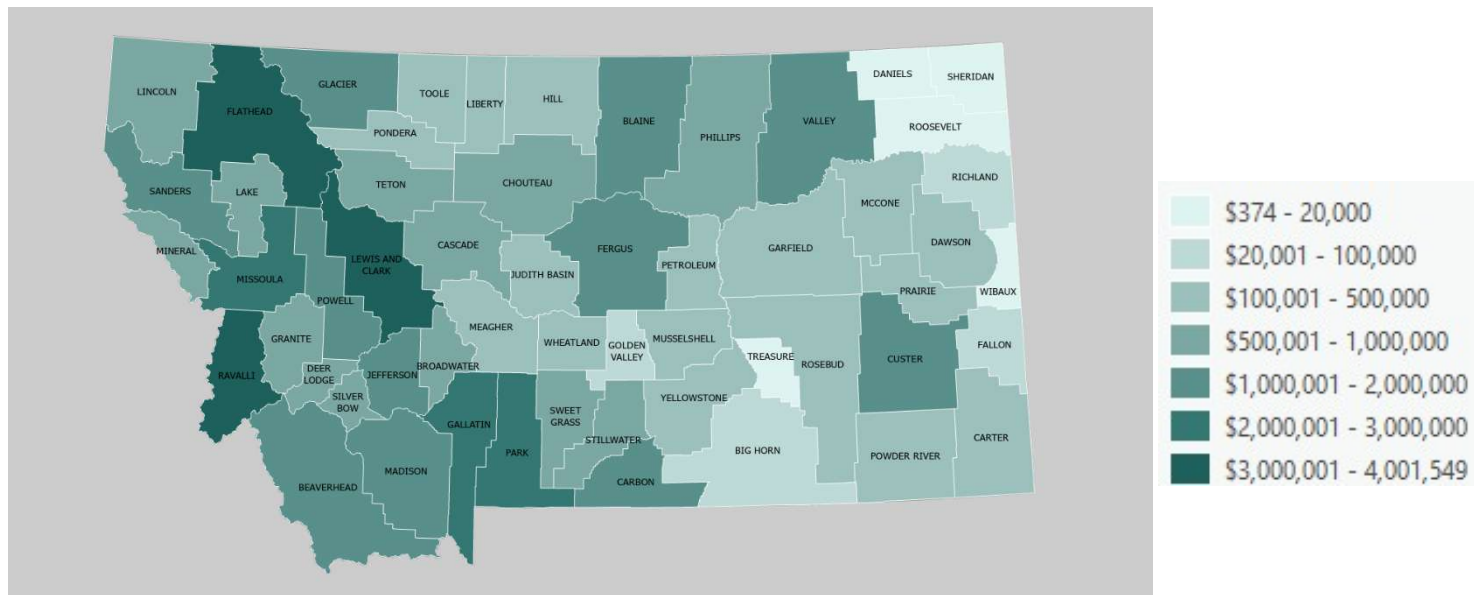 LINCOLN
FLATHEAD
GLACIER
TOOLE
LIBERTY
HILL
BLAINE
PHILLIPS
VALLEY
DANIELS
SHERIDAN
ROOSEVELT
PONDERA
SANDERS
LAKE
TETON
CHOUTEAU
RICHLAND
MCCONE
MINERAL
MISSOULA
POWELL
LEWIS AND
CLARK
CASCADE
JUDITH BASIN
FERGUS
PETROLEUM
GARFIELD
DAWSON
PRAIRIE
WIBAUX
RAVALLI
GRANITE
DEER
LODGE
SILVER
BOW
JEFFERSON
BROADWATER
MEAGHER
WHEATLAND
GOLDEN
VALLEY
MUSSELSHELL
TREASURE
ROSEBUD
CUSTER
FALLON
BEAVERHEAD
MADISON
GALLATIN
PARK
SWEET
GRASS
STILLWATER
YELLOWSTONE
CARBON
BIG HORN
POWDER RIVER
CARTER
$374 - 20,000
$20,001 - 100,000
$100,001 - 500,000
$500,001 - 1,000,000
$1,000,001 - 2,000,000
$2,000,001 - 3,000,000
$3,000,001 - 4,001,549